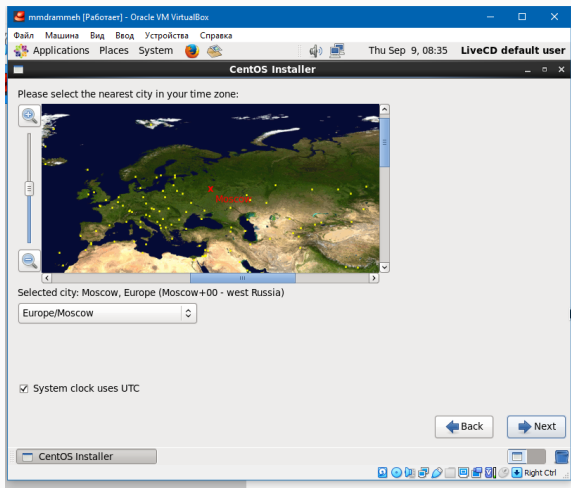 mmdrammeh [Работает] - Oracle VM VirtualBox
Файл Машина Вид Ввод Устройства Справка
Applications Places System Thu Sep 9, 08:35 LiveCD default user
CentOS Installer
Please select the nearest city in your time zone:
Moscow
Selected city: Moscow, Europe (Moscow+00 - west Russia)
Europe/Moscow
System clock uses UTC
Back Next
CentOS Installer
Right Ctrl